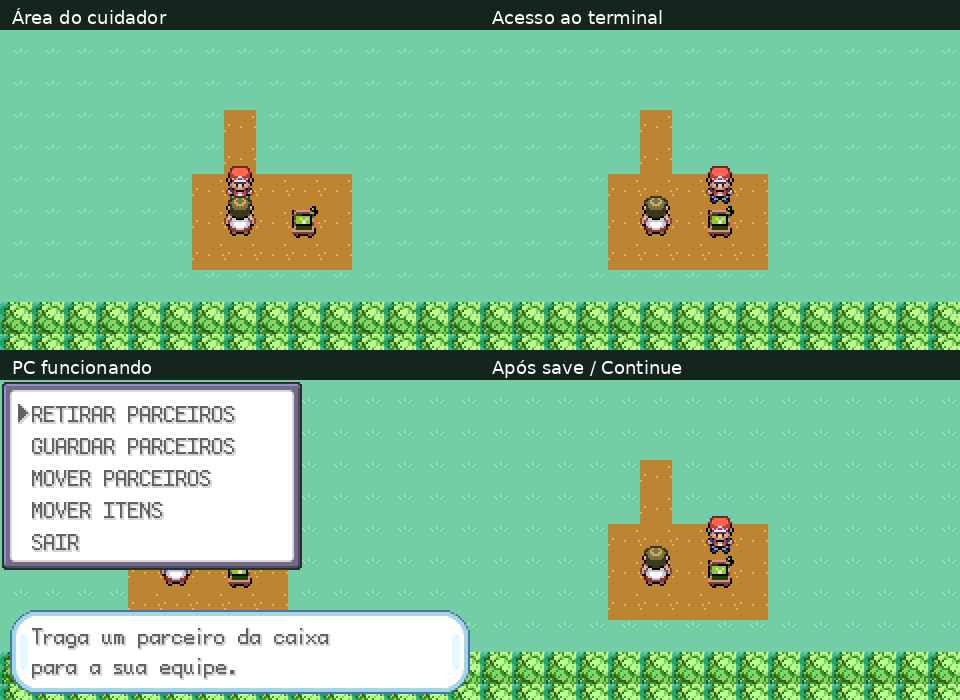 Área do cuidador
Acesso ao terminal
PC funcionando
Após save / Continue
RETIRAR PARCEIROS
GUARDAR PARCEIROS
MOVER PARCEIROS
MOVER ITENS
SAIR
Traga um parceiro da caixa
para a sua equipe.